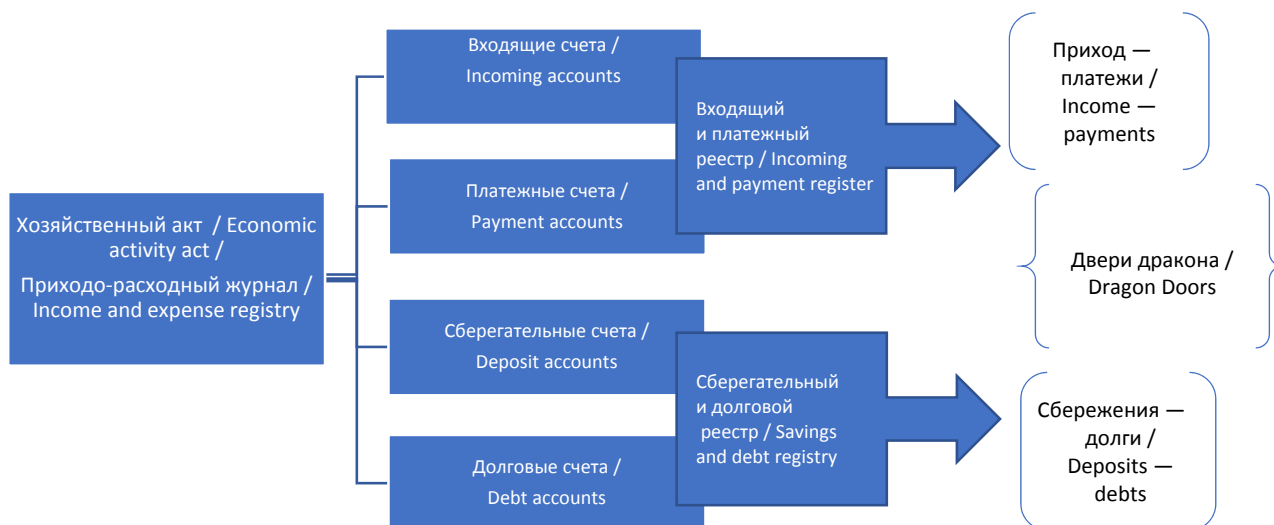 Хозяйственный акт / Economic
activity act /
Приходо-расходный журнал /
Income and expense registry
Входящие счета /
Incoming accounts
Платежные счета /
Payment accounts
Сберегательные счета /
Deposit accounts
Долговые счета /
Debt accounts
Входящий
и платежный
реестр / Incoming
and payment register
Сберегательный
и долговой
реестр / Savings
and debt registry
Приход —
платежи /
Income —
payments
Двери дракона /
Dragon Doors
Сбережения —
долги /
Deposits —
debts